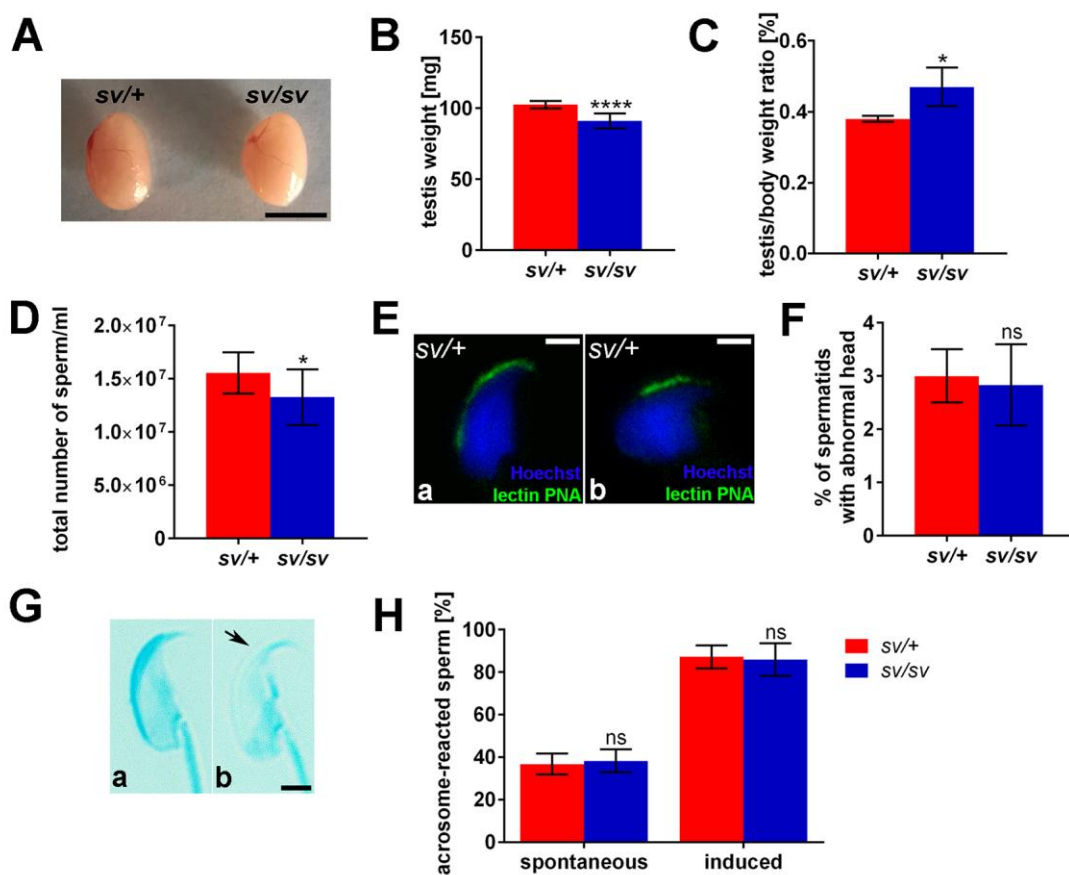 A
sv/+
sv/sv
B
testis weight [mg]
150
100
50
0
****
sv/+
sv/sv
C
testis/body weight ratio [%]
0.6
0.4
0.2
0.0
*
sv/+
sv/sv
D
total number of sperm/ml
2.0×10⁷
1.5×10⁷
1.0×10⁷
5.0×10⁶
0
*
sv/+
sv/sv
E
sv/+
Hoechst
a
lectin PNA
sv/+
Hoechst
b
lectin PNA
F
% of spermatids
with abnormal head
4
3
2
1
0
ns
sv/+
sv/sv
G
a
b
H
acrosome-reacted sperm [%]
100
80
60
40
20
0
ns
ns
spontaneous
induced
sv/+
sv/sv